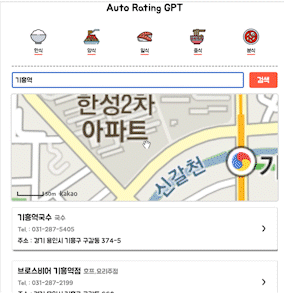 Auto Rating GPT
한식 양식 일식 중식 분식
기흥역
검색
한성2차
아파트
신갈천
기
50m kakao
기흥역국수 국수
Tel. : 031-287-5405
주소 : 경기 용인시 기흥구 구갈동 374-5
브로스비어 기흥역점 호프,요리주점
Tel. : 031-287-2199